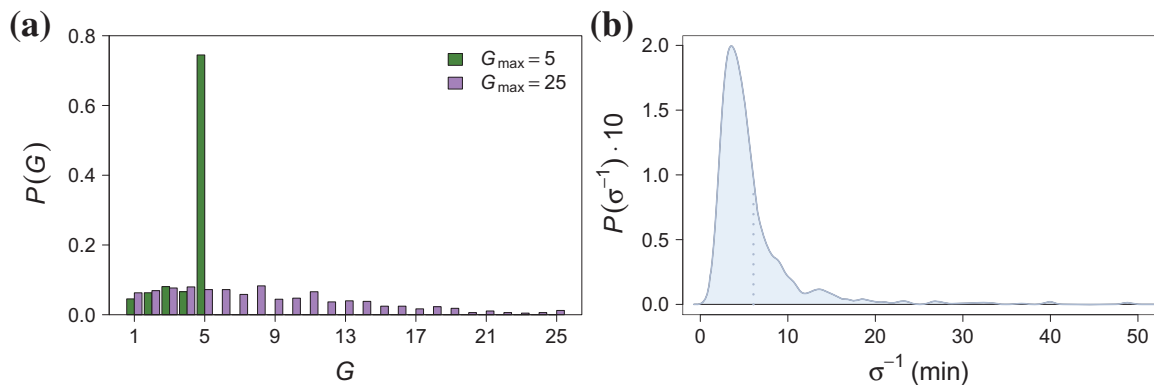 (a)
0.8
0.6
0.4
0.2
0.0
P(G)
1 5 9 13 17 21 25
G
G max = 5
G max = 25
(b)
2.0
1.5
1.0
0.5
0.0
P(σ⁻¹) · 10
0 10 20 30 40 50
σ⁻¹ (min)